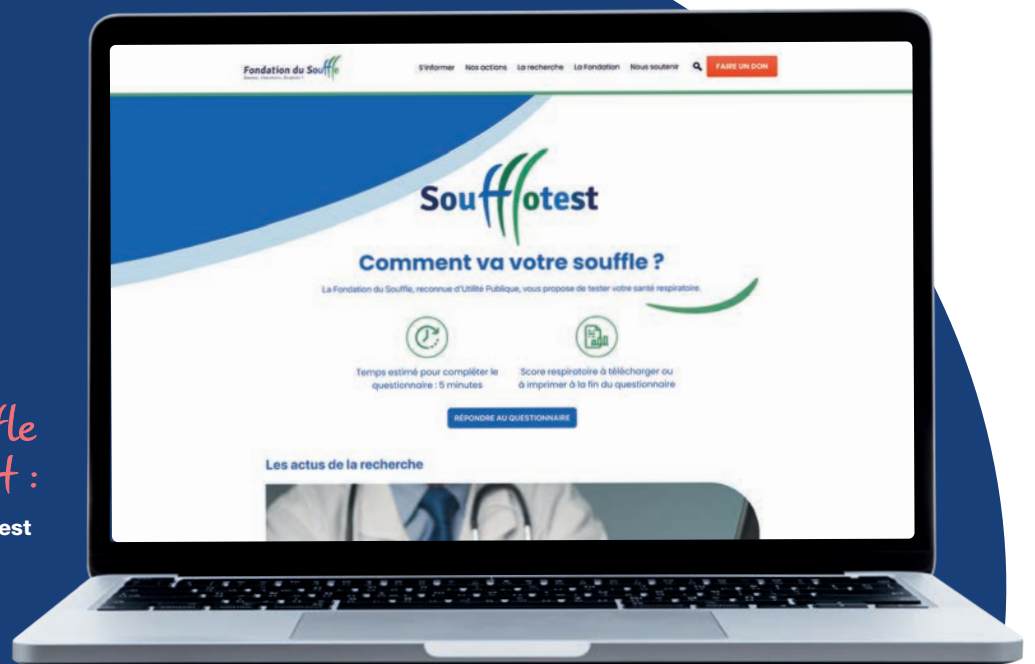 Fondation du Souffle
S'informer Nos actions La recherche La Fondation Nous soutenir FAIRE UN DON
Soufflotest
Comment va votre souffle ?
La Fondation du Souffle, reconnue d'Utilité Publique, vous propose de tester votre santé respiratoire.
Temps estimé pour compléter le
questionnaire : 5 minutes
Score respiratoire à télécharger ou
à imprimer à la fin du questionnaire
RÉPONDRE AU QUESTIONNAIRE
Les actus de la recherche